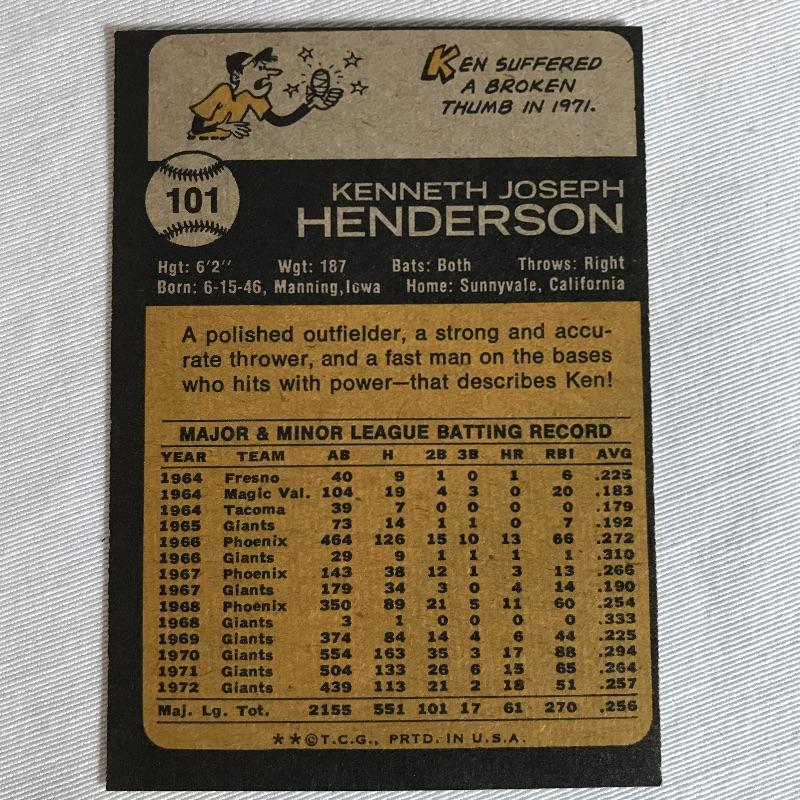 KEN SUFFERED
A BROKEN
THUMB IN 1971.
101
KENNETH JOSEPH
HENDERSON
Hgt: 6'2" Wgt: 187 Bats: Both Throws: Right
Born: 6-15-46, Manning, Iowa Home: Sunnyvale, California
A polished outfielder, a strong and accu-
rate thrower, and a fast man on the bases
who hits with power—that describes Ken!
MAJOR & MINOR LEAGUE BATTING RECORD
YEAR TEAM AB H 2B 3B HR RBI AVG
1964 Fresno 40 9 1 0 1 6 .225
1964 Magic Val. 104 19 4 3 0 20 .183
1964 Tacoma 39 7 0 0 0 0 .179
1965 Giants 73 14 1 1 0 7 .192
1966 Phoenix 464 126 15 10 13 66 .272
1966 Giants 29 9 1 1 1 1 .310
1967 Phoenix 143 38 12 1 3 13 .266
1967 Giants 179 34 3 0 4 14 .190
1968 Phoenix 350 89 21 5 11 60 .254
1968 Giants 3 1 0 0 0 0 .333
1969 Giants 374 84 14 4 6 44 .225
1970 Giants 554 163 35 3 17 88 .294
1971 Giants 504 133 26 6 15 65 .264
1972 Giants 439 113 21 2 18 51 .257
Maj. Lg. Tot. 2155 551 101 17 61 270 .256
**©T.C.G., PRTD. IN U.S.A.